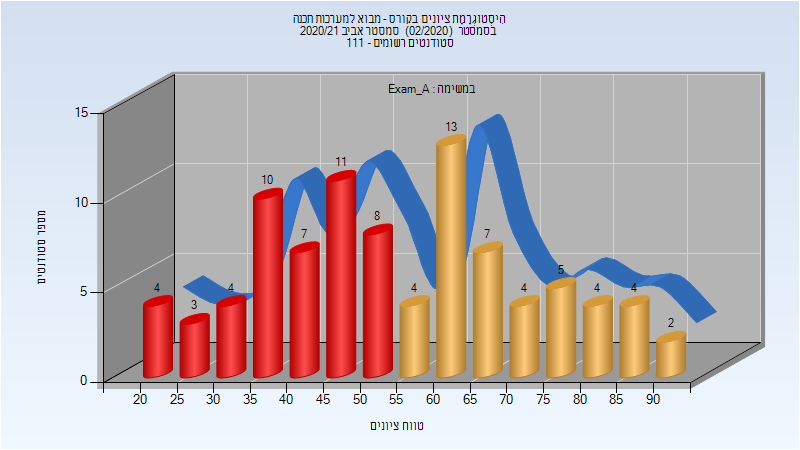 היסטוגרמת ציונים בקורס - מבוא למערכות תכנה
בסמסטר (02/2020) סמסטר אביב 2020/21
סטודנטים רשומים - 111
במשימה : Exam_A
15
10
5
0
מספר סטודנטים
4
3
4
10
7
11
8
4
13
7
4
5
4
4
2
20 25 30 35 40 45 50 55 60 65 70 75 80 85 90
טווח ציונים